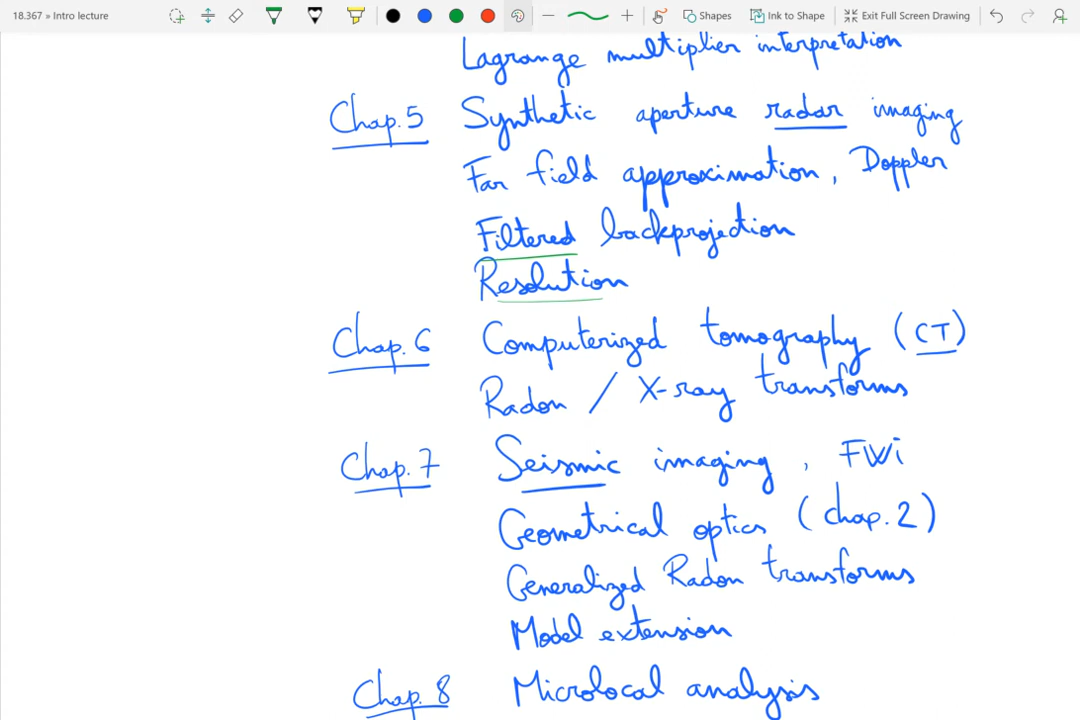 18.367 » Intro lecture Shapes Ink to Shape Exit Full Screen Drawing
Lagrange multiplier interpretation
Chap. 5 Synthetic aperture radar imaging
Far field approximation, Doppler
Filtered backprojection
Resolution
Chap. 6 Computerized tomography (CT)
Radon / X-ray transforms
Chap. 7 Seismic imaging, FWi
Geometrical optics (chap. 2)
Generalized Radon transforms
Model extension
Chap. 8 Microlocal analysis